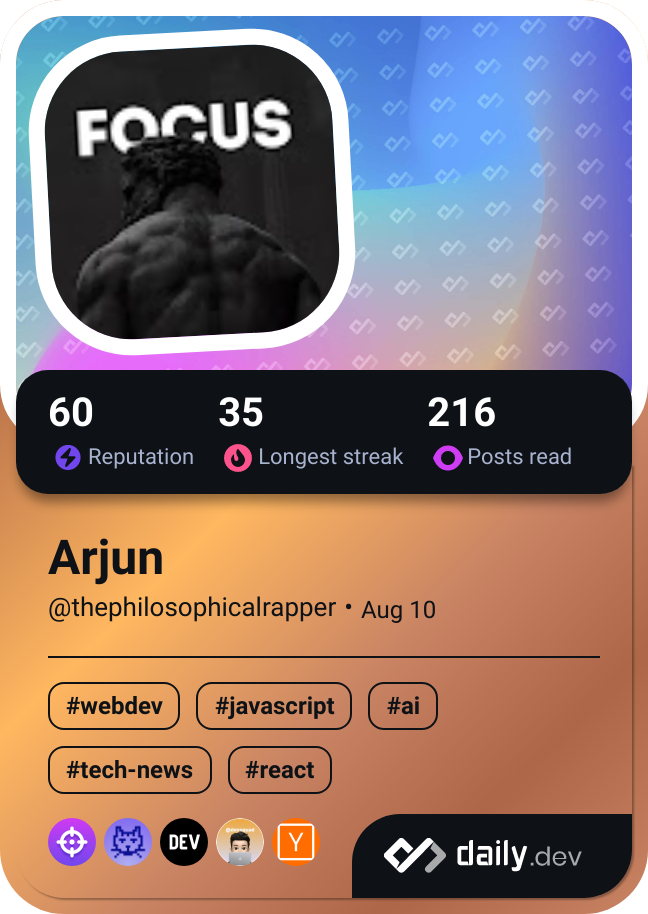 FOCUS
60 35 216
Reputation Longest streak Posts read
Arjun
@thephilosophicalrapper • Aug 10
#webdev #javascript #ai
#tech-news #react
DEV Y
daily.dev